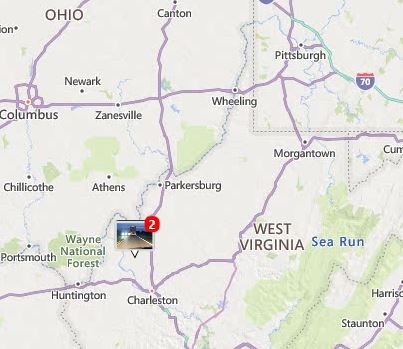 OHIO
Canton
Pittsburgh
Newark
Wheeling
70
Columbus
Zanesville
Morgantown
Cum
Chillicothe
Athens
Parkersburg
2
WEST
VIRGINIA
Sea Run
Wayne
National
Forest
Portsmouth
Huntington
Charleston
Harris
Staunton